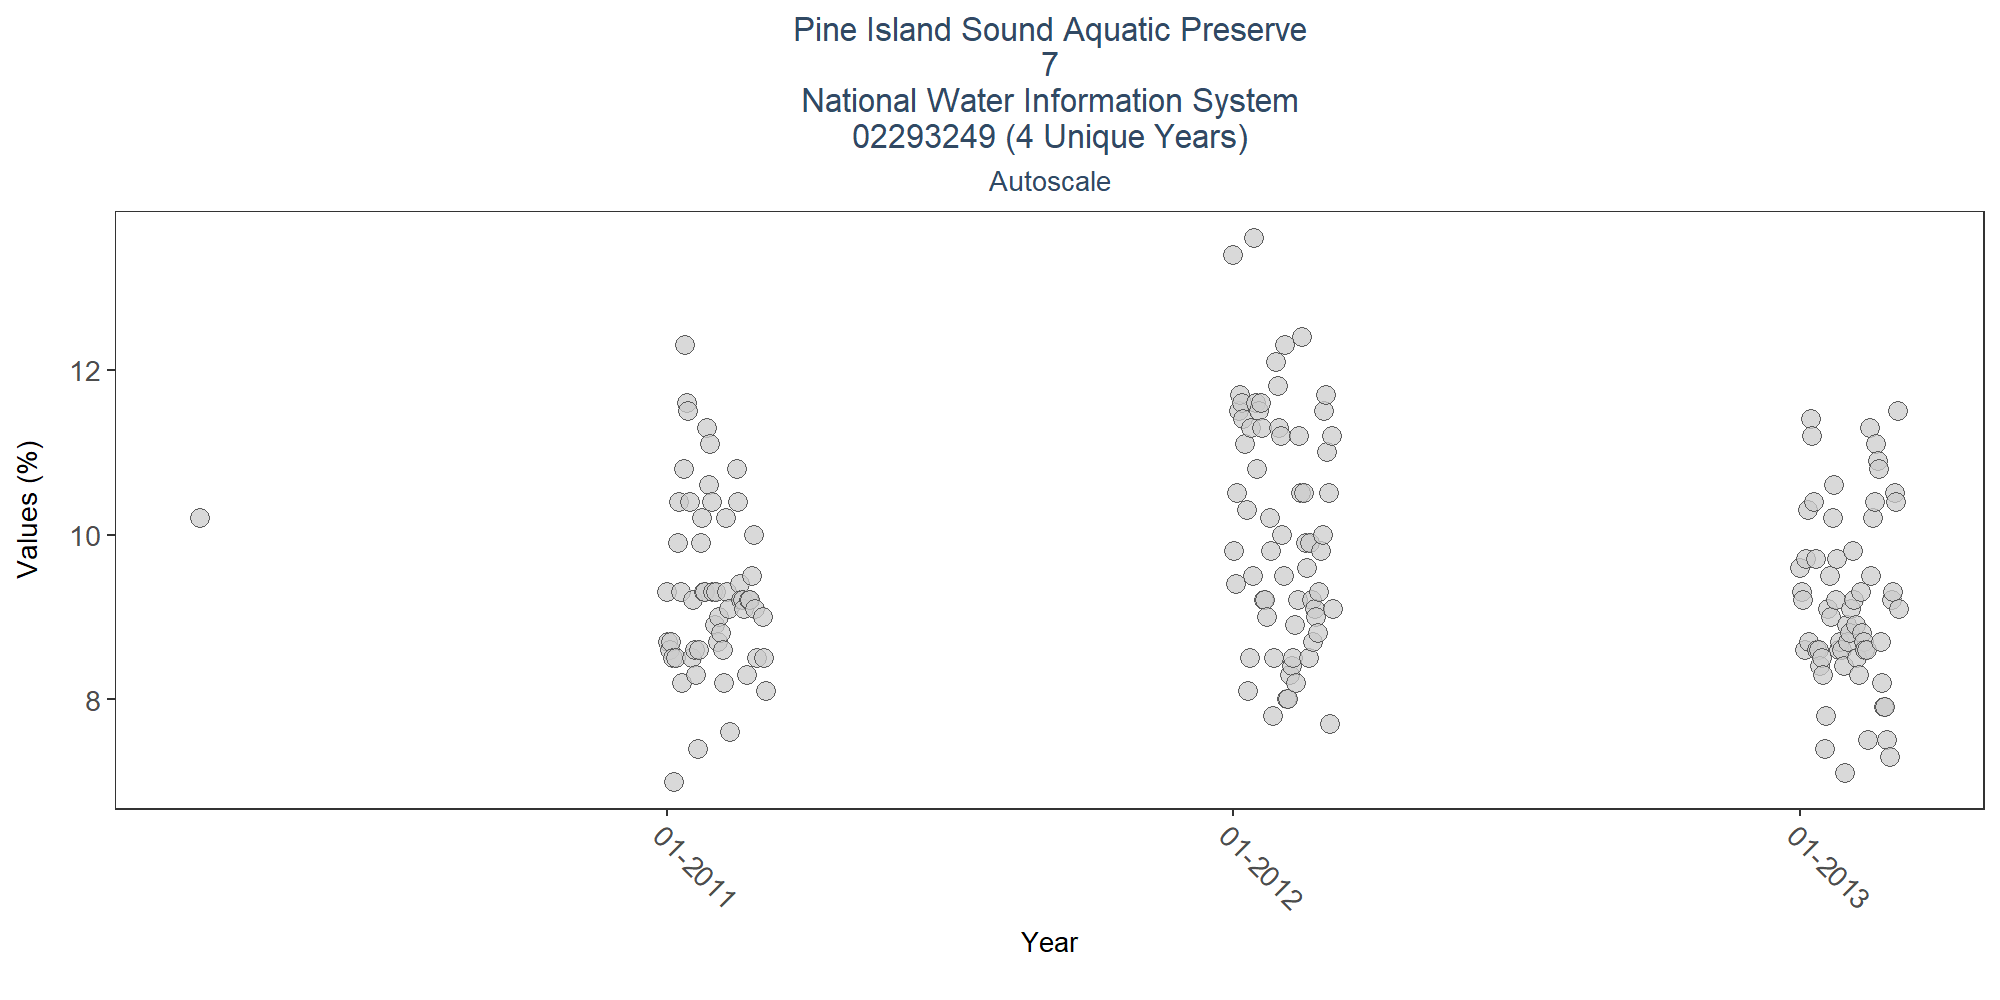 Pine Island Sound Aquatic Preserve
7
National Water Information System
02293249 (4 Unique Years)
Autoscale
Values (%)
12
10
8
01-2011
01-2012
01-2013
Year